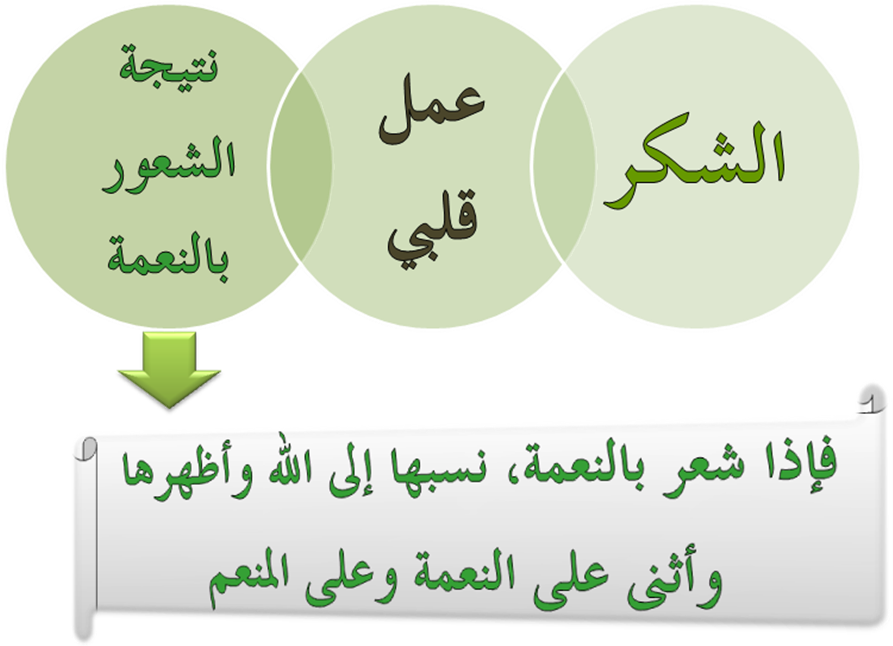 الشكر
عمل
قلبي
نتيجة
الشعور
بالنعمة
فإذا شعر بالنعمة، نسبها إلى الله وأظهرها
وأثنى على النعمة وعلى المنعم